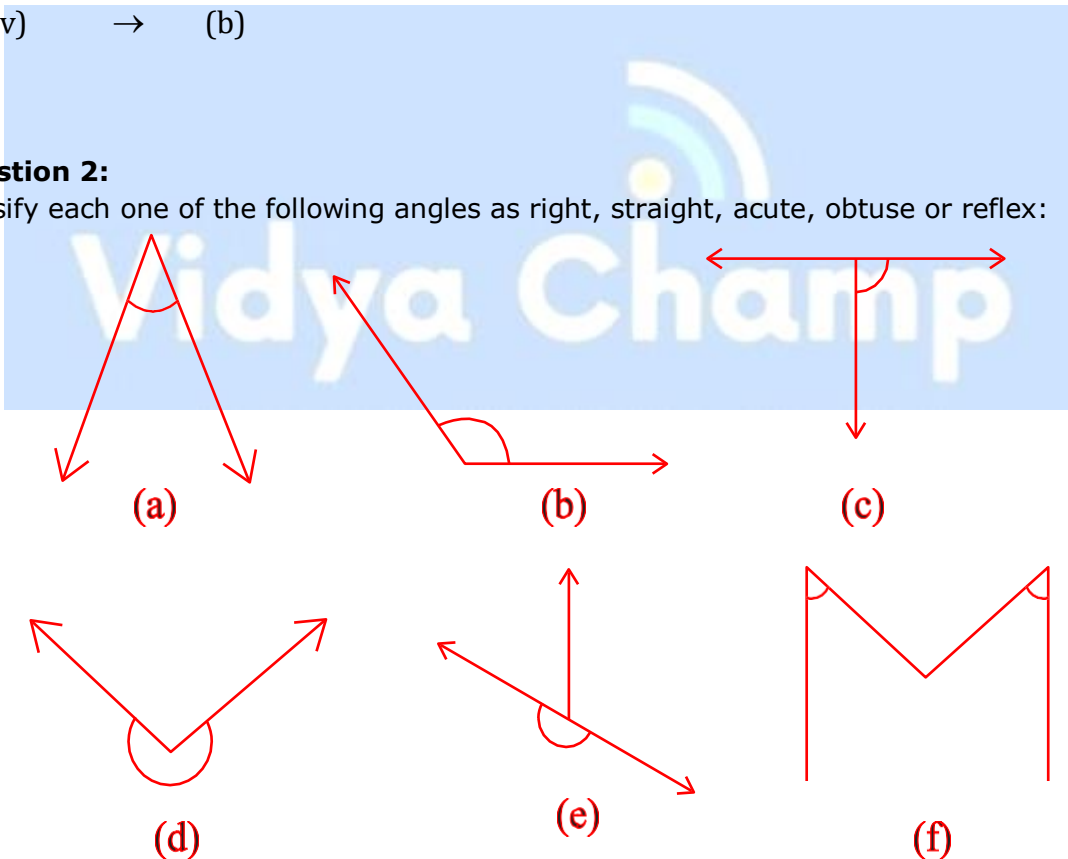 v) → (b)
stion 2:
sify each one of the following angles as right, straight, acute, obtuse or reflex:
Vidya Champ
(a) (b) (c)
(d) (e) (f)